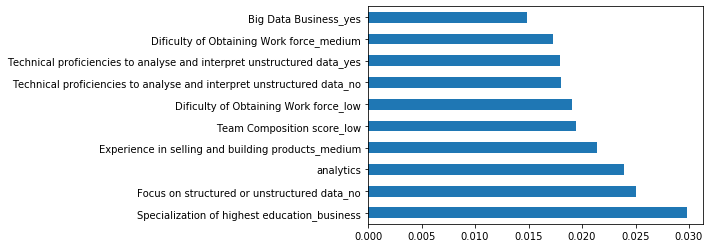 Big Data Business_yes
Dificulty of Obtaining Work force_medium
Technical proficiencies to analyse and interpret unstructured data_yes
Technical proficiencies to analyse and interpret unstructured data_no
Dificulty of Obtaining Work force_low
Team Composition score_low
Experience in selling and building products_medium
analytics
Focus on structured or unstructured data_no
Specialization of highest education_business
0.000 0.005 0.010 0.015 0.020 0.025 0.030